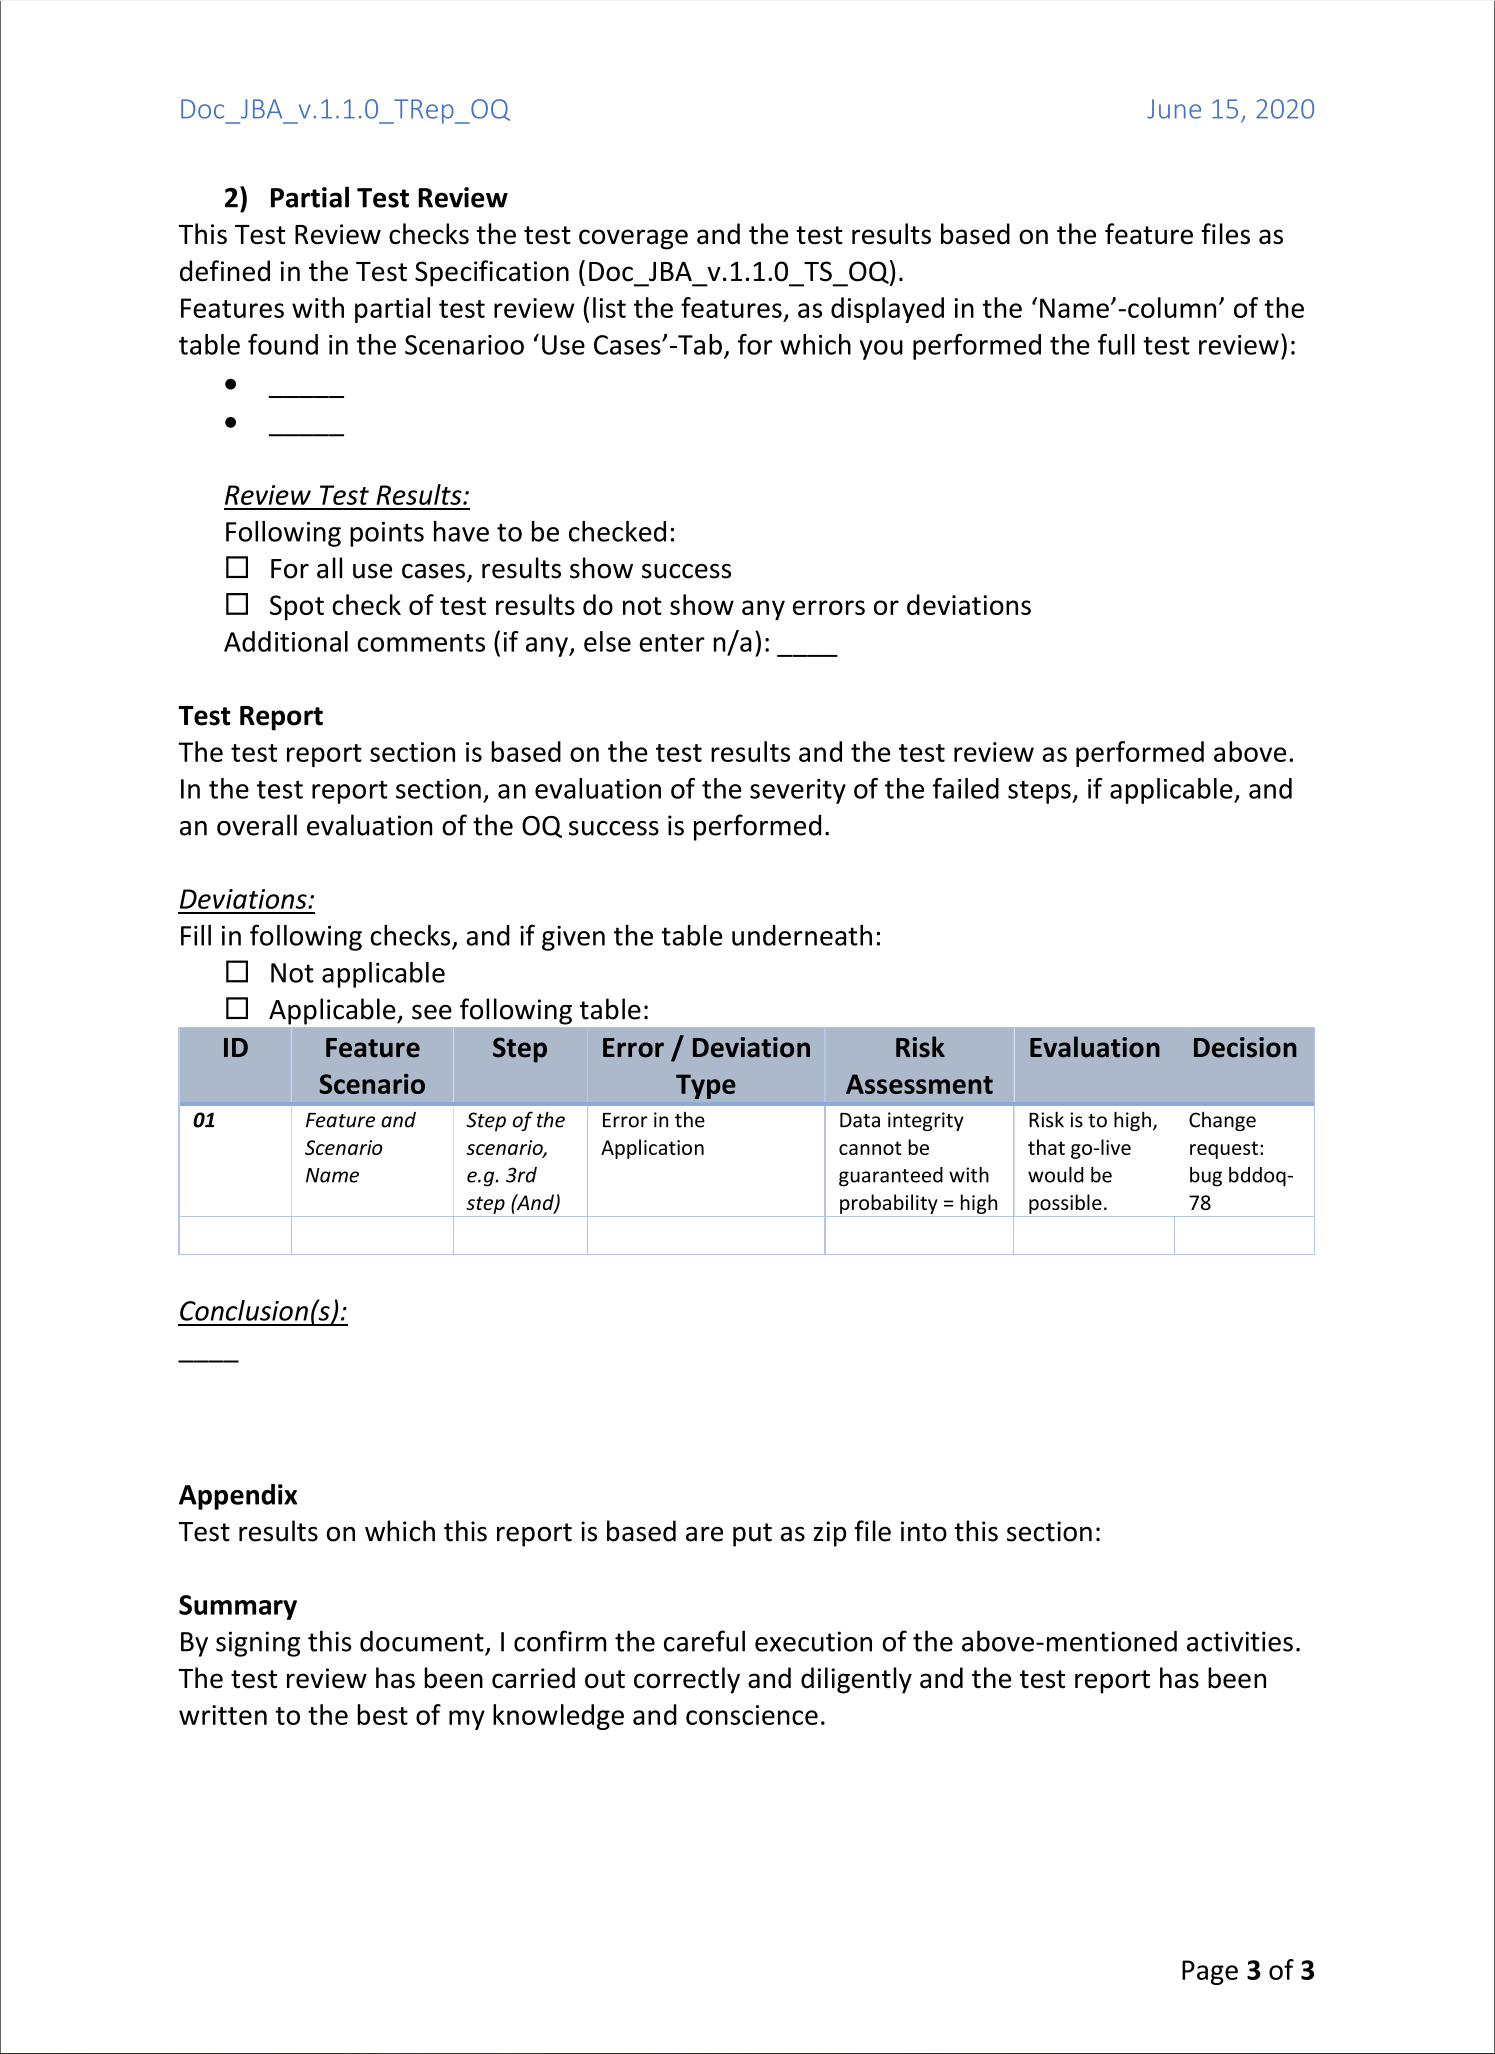 Doc_JBA_v.1.1.0_TRep_OQ June 15, 2020
2) Partial Test Review
This Test Review checks the test coverage and the test results based on the feature files as
defined in the Test Specification (Doc_JBA_v.1.1.0_TS_OQ).
Features with partial test review (list the features, as displayed in the ‘Name’-column’ of the
table found in the Scenarioo ‘Use Cases’-Tab, for which you performed the full test review):
• _____
• _____
Review Test Results:
Following points have to be checked:
☐ For all use cases, results show success
☐ Spot check of test results do not show any errors or deviations
Additional comments (if any, else enter n/a): ____
Test Report
The test report section is based on the test results and the test review as performed above.
In the test report section, an evaluation of the severity of the failed steps, if applicable, and
an overall evaluation of the OQ success is performed.
Deviations:
Fill in following checks, and if given the table underneath:
☐ Not applicable
☐ Applicable, see following table:
ID Feature Step Error / Deviation Risk Evaluation Decision
Scenario Type Assessment
01 Feature and Step of the Error in the Data integrity Risk is to high, Change
Scenario scenario, Application cannot be that go-live request:
Name e.g. 3rd guaranteed with would be bug bddoq-
step (And) probability = high possible. 78
Conclusion(s):
____
Appendix
Test results on which this report is based are put as zip file into this section:
Summary
By signing this document, I confirm the careful execution of the above-mentioned activities.
The test review has been carried out correctly and diligently and the test report has been
written to the best of my knowledge and conscience.
Page 3 of 3